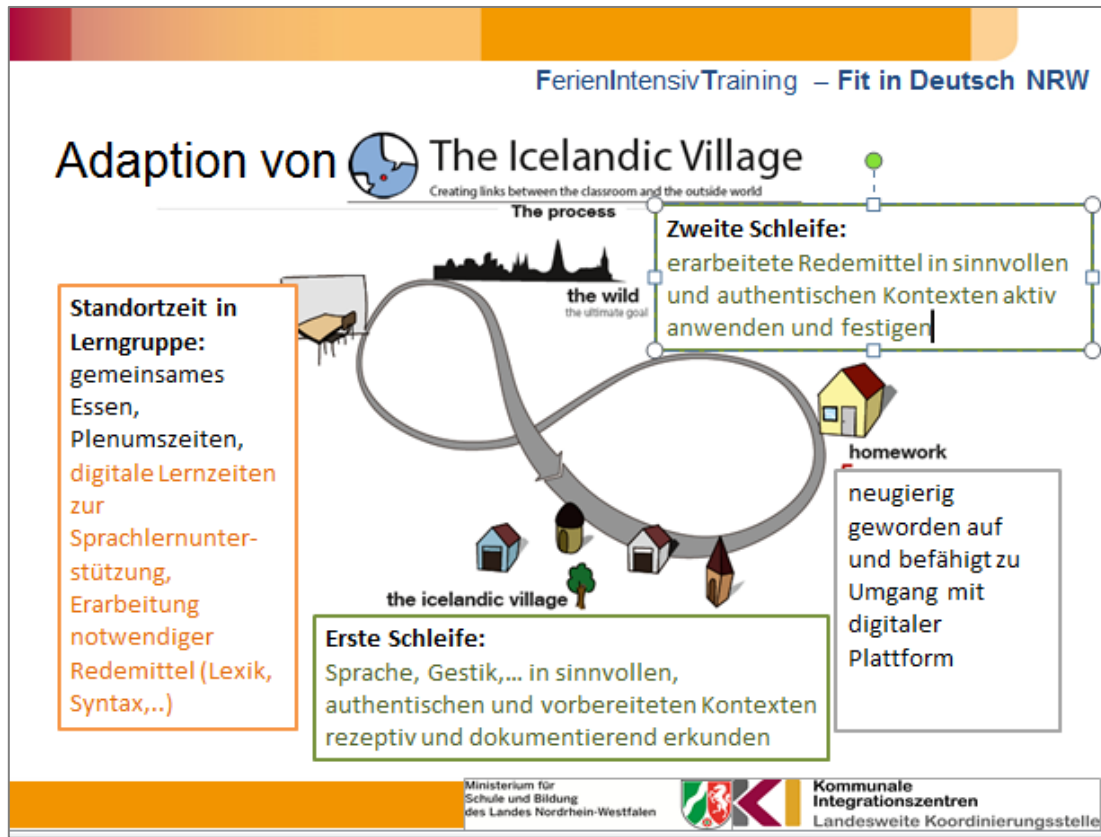 FerienIntensivTraining – Fit in Deutsch NRW
Adaption von
The Icelandic Village
Creating links between the classroom and the outside world
The process
Zweite Schleife:
erarbeitete Redemittel in sinnvollen
und authentischen Kontexten aktiv
anwenden und festigen
the wild
the ultimate goal
Standortzeit in
Lerngruppe:
gemeinsames
Essen,
Plenumszeiten,
digitale Lernzeiten
zur
Sprachlernunter-
stützung,
Erarbeitung
notwendiger
Redemittel (Lexik,
Syntax,..)
homework
neugierig
geworden auf
und befähigt zu
Umgang mit
digitaler
Plattform
the icelandic village
Erste Schleife:
Sprache, Gestik,... in sinnvollen,
authentischen und vorbereiteten Kontexten
rezeptiv und dokumentierend erkunden
Ministerium für
Schule und Bildung
des Landes Nordrhein-Westfalen
Kommunale
Integrationszentren
Landesweite Koordinierungsstelle